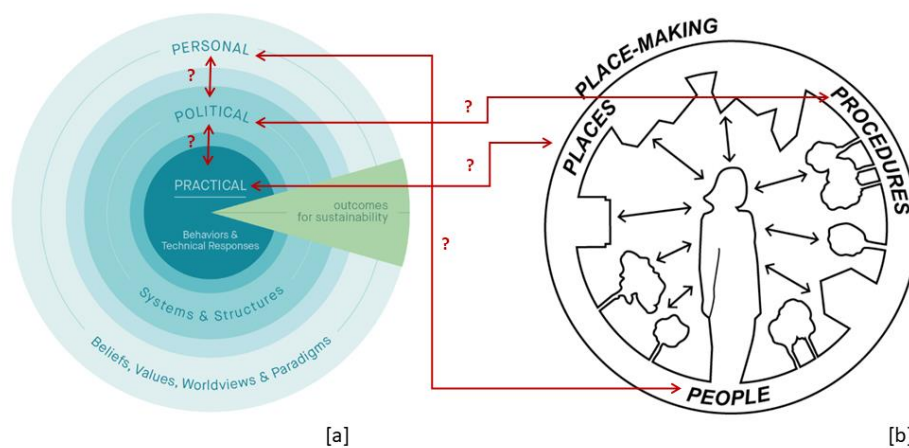 PERSONAL
?
POLITICAL
?
PRACTICAL
Behaviors &
Technical Responses
outcomes
for sustainability
Systems & Structures
Beliefs, Values, Worldviews & Paradigms
?
?
?
PLACE-MAKING
PLACES
PROCEDURES
PEOPLE
[a]
[b]